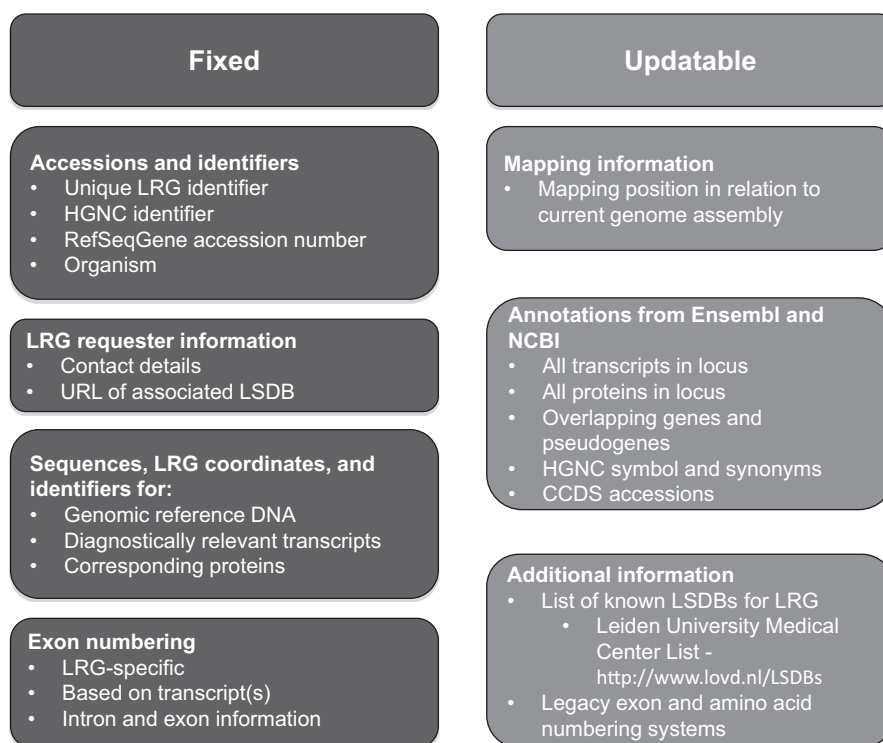 Fixed
Accessions and identifiers
• Unique LRG identifier
• HGNC identifier
• RefSeqGene accession number
• Organism
LRG requester information
• Contact details
• URL of associated LSDB
Sequences, LRG coordinates, and
identifiers for:
• Genomic reference DNA
• Diagnostically relevant transcripts
• Corresponding proteins
Exon numbering
• LRG-specific
• Based on transcript(s)
• Intron and exon information
Updatable
Mapping information
• Mapping position in relation to
current genome assembly
Annotations from Ensembl and
NCBI
• All transcripts in locus
• All proteins in locus
• Overlapping genes and
pseudogenes
• HGNC symbol and synonyms
• CCDS accessions
Additional information
• List of known LSDBs for LRG
• Leiden University Medical
Center List -
http://www.lovd.nl/LSDBs
• Legacy exon and amino acid
numbering systems